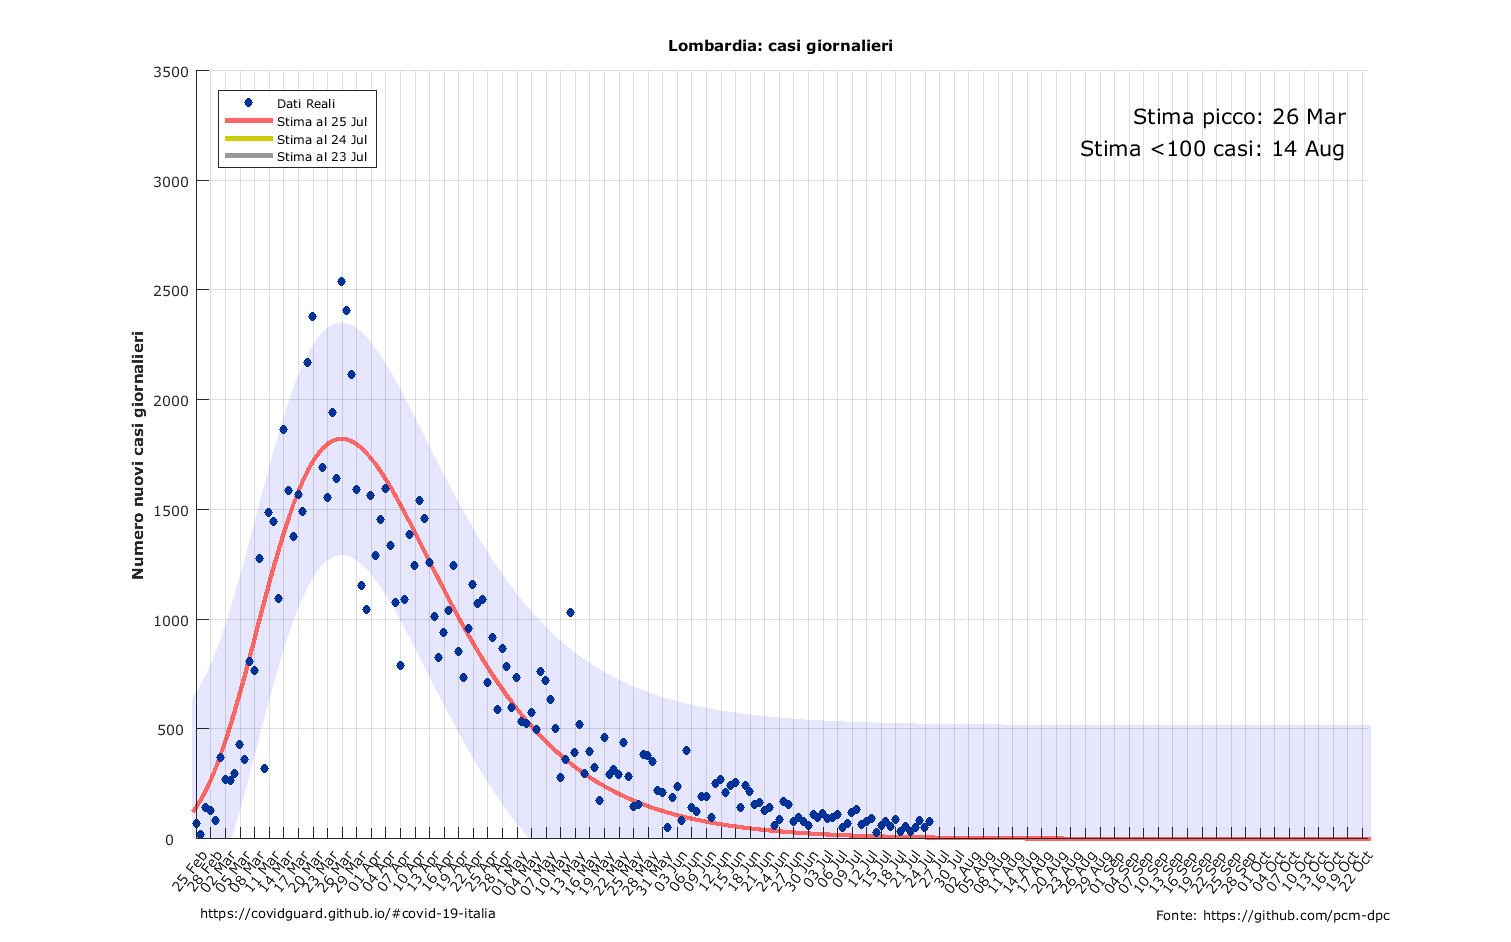 Lombardia: casi giornalieri
Dati Reali
Stima al 25 Jul
Stima al 24 Jul
Stima al 23 Jul
Stima picco: 26 Mar
Stima <100 casi: 14 Aug
Numero nuovi casi giornalieri
3500
3000
2500
2000
1500
1000
500
0
25 Feb
28 Feb
02 Mar
05 Mar
08 Mar
11 Mar
14 Mar
17 Mar
20 Mar
23 Mar
26 Mar
29 Mar
01 Apr
04 Apr
07 Apr
10 Apr
13 Apr
16 Apr
19 Apr
22 Apr
25 Apr
28 Apr
01 May
04 May
07 May
10 May
13 May
16 May
19 May
22 May
25 May
28 May
31 May
03 Jun
06 Jun
09 Jun
12 Jun
15 Jun
18 Jun
21 Jun
24 Jun
27 Jun
30 Jun
03 Jul
06 Jul
09 Jul
12 Jul
15 Jul
18 Jul
21 Jul
24 Jul
27 Jul
30 Jul
02 Aug
05 Aug
08 Aug
11 Aug
14 Aug
17 Aug
20 Aug
23 Aug
26 Aug
29 Aug
01 Sep
04 Sep
07 Sep
10 Sep
13 Sep
16 Sep
19 Sep
22 Sep
25 Sep
28 Sep
01 Oct
04 Oct
07 Oct
10 Oct
13 Oct
16 Oct
19 Oct
22 Oct
https://covidguard.github.io/#covid-19-italia
Fonte: https://github.com/pcm-dpc